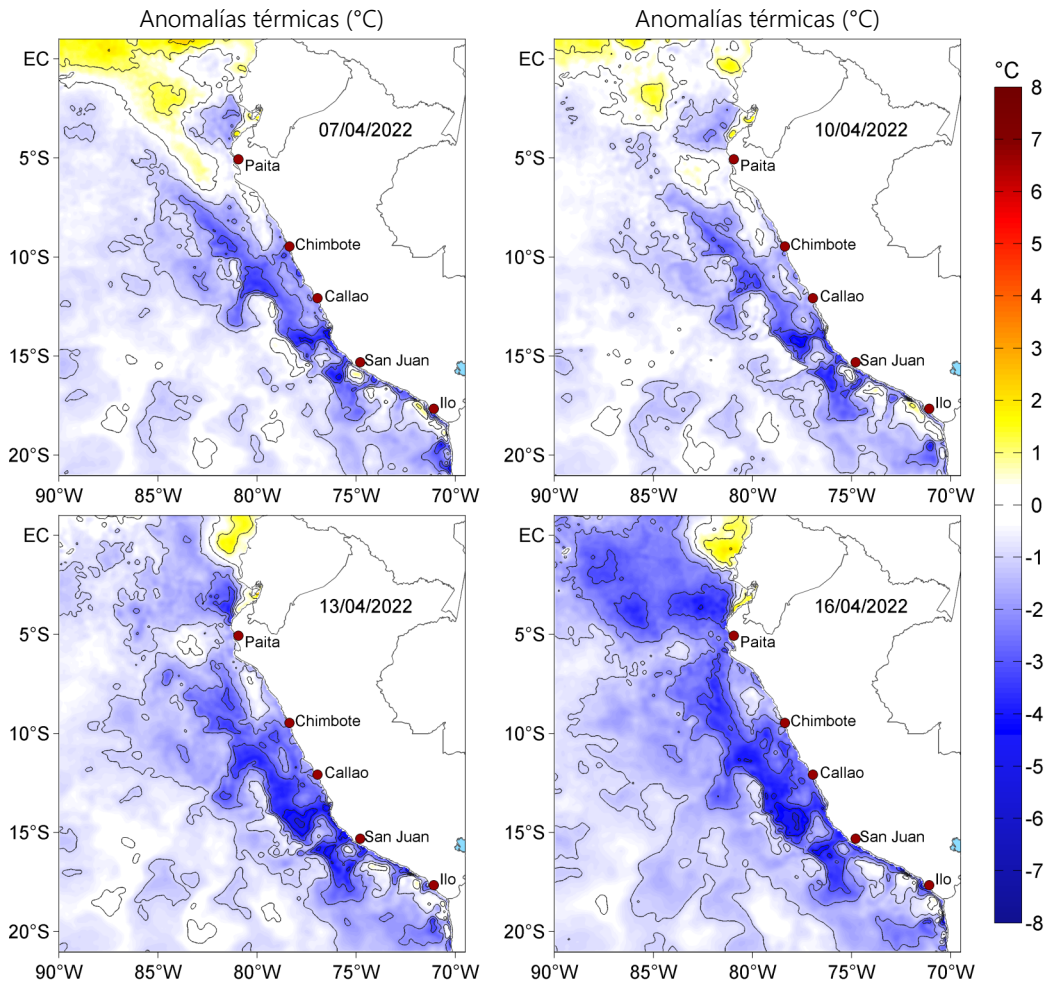 Anomalías térmicas (°C)
Anomalías térmicas (°C)
EC
5°S
10°S
15°S
20°S
90°W
85°W
80°W
75°W
70°W
07/04/2022
Paita
Chimbote
Callao
San Juan
Ilo
EC
5°S
10°S
15°S
20°S
90°W
85°W
80°W
75°W
70°W
10/04/2022
Paita
Chimbote
Callao
San Juan
Ilo
EC
5°S
10°S
15°S
20°S
90°W
85°W
80°W
75°W
70°W
13/04/2022
Paita
Chimbote
Callao
San Juan
Ilo
EC
5°S
10°S
15°S
20°S
90°W
85°W
80°W
75°W
70°W
16/04/2022
Paita
Chimbote
Callao
San Juan
Ilo
°C
8
7
6
5
4
3
2
1
0
-1
-2
-3
-4
-5
-6
-7
-8